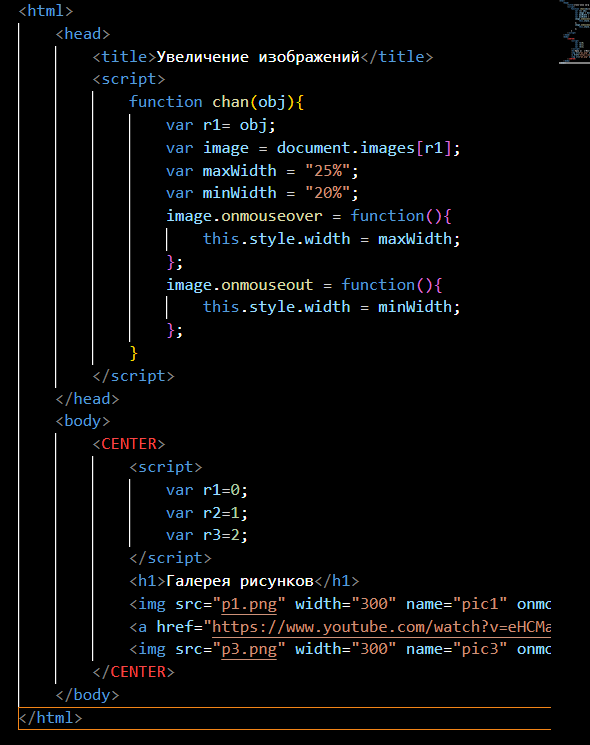 <html>
<head>
<title>Увеличение изображений</title>
<script>
function chan(obj){
var r1= obj;
var image = document.images[r1];
var maxWidth = "25%";
var minWidth = "20%";
image.onmouseover = function(){
this.style.width = maxWidth;
};
image.onmouseout = function(){
this.style.width = minWidth;
};
}
</script>
</head>
<body>
<CENTER>
<script>
var r1=0;
var r2=1;
var r3=2;
</script>
<h1>Галерея рисунков</h1>
<img src="p1.png" width="300" name="pic1" onmo
<a href="https://www.youtube.com/watch?v=eHCMa
<img src="p3.png" width="300" name="pic3" onmo
</CENTER>
</body>
</html>